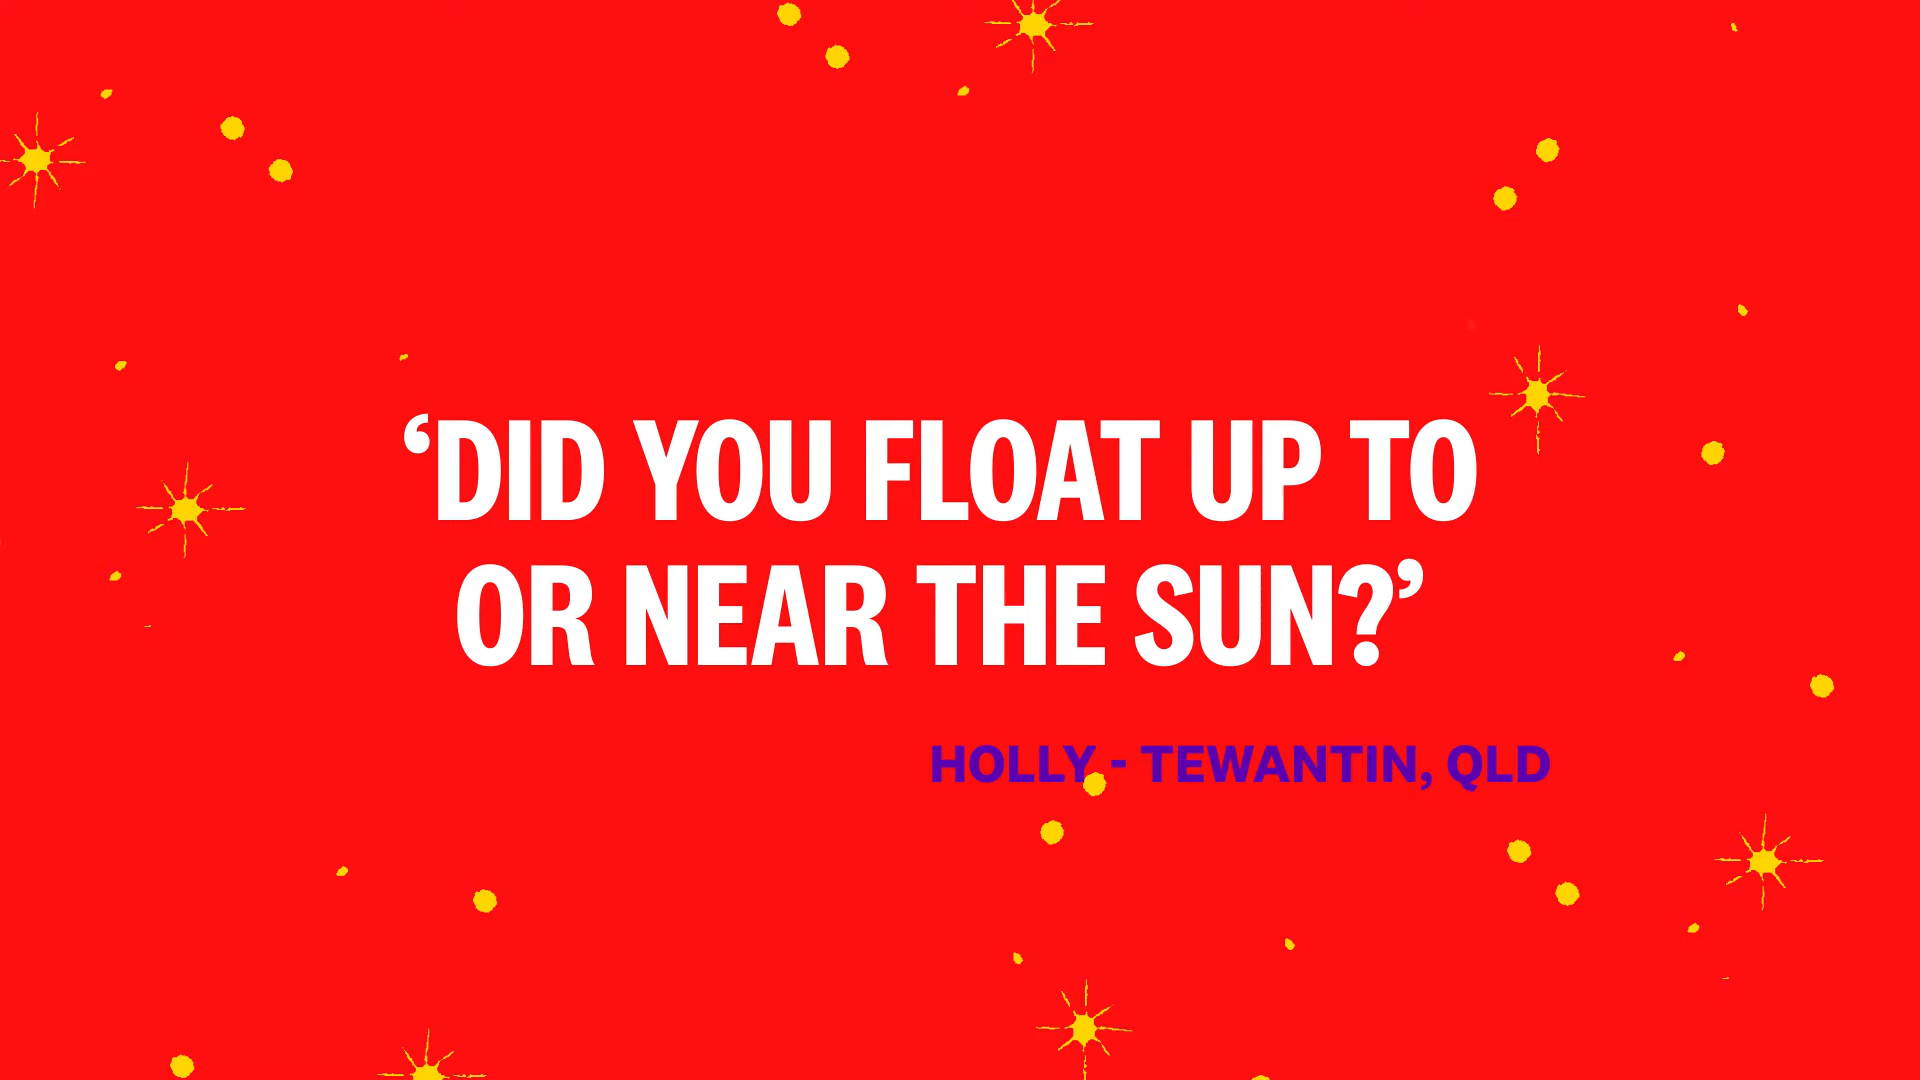 ‘DID YOU FLOAT UP TO
OR NEAR THE SUN?’
HOLLY - TEWANTIN, QLD